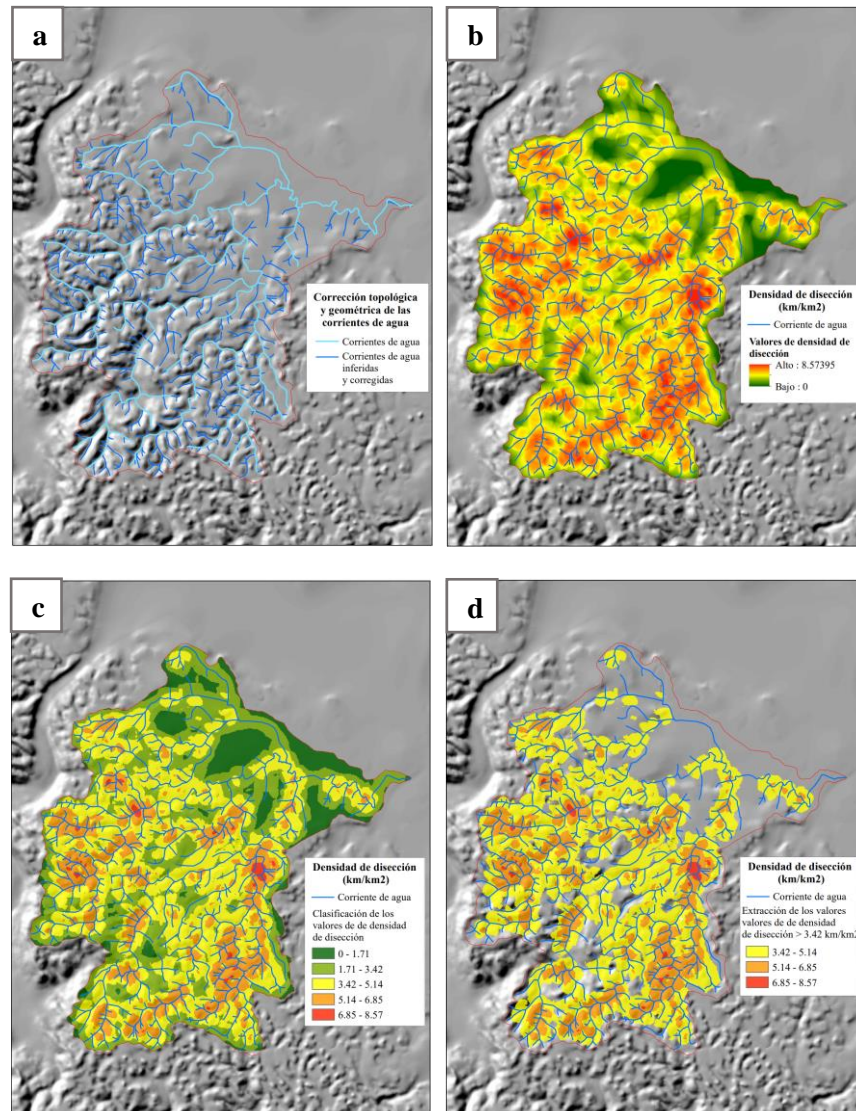 a
Corrección topológica
y geométrica de las
corrientes de agua
Corrientes de agua
Corrientes de agua
inferidas
y corregidas
b
Densidad de disección
(km/km2)
Corriente de agua
Valores de densidad de
disección
Alto : 8.57395
Bajo : 0
c
Densidad de disección
(km/km2)
Corriente de agua
Clasificación de los
valores de de densidad
de disección
0 - 1.71
1.71 - 3.42
3.42 - 5.14
5.14 - 6.85
6.85 - 8.57
d
Densidad de disección
(km/km2)
Corriente de agua
Extracción de los valores
valores de de densidad
de disección > 3.42 km/km2
3.42 - 5.14
5.14 - 6.85
6.85 - 8.57